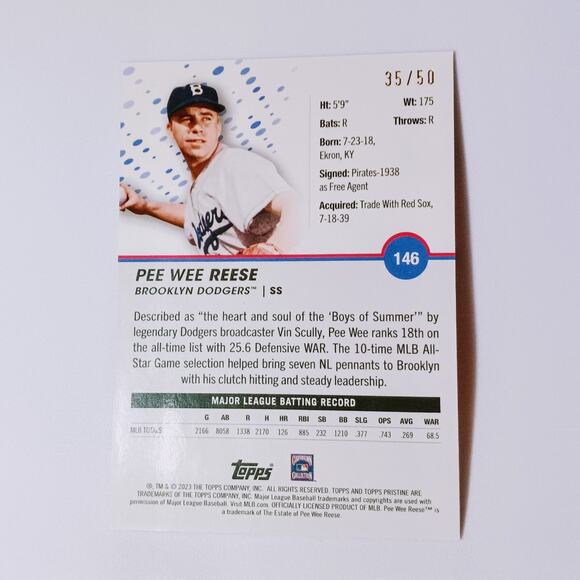 35/50
B
Dodgers
Ht: 5'9" Wt: 175
Bats: R Throws: R
Born: 7-23-18,
Ekron, KY
Signed: Pirates-1938
as Free Agent
Acquired: Trade With Red Sox,
7-18-39
146
PEE WEE REESE
BROOKLYN DODGERS™ | SS
Described as "the heart and soul of the 'Boys of Summer'" by
legendary Dodgers broadcaster Vin Scully, Pee Wee ranks 18th on
the all-time list with 25.6 Defensive WAR. The 10-time MLB All-
Star Game selection helped bring seven NL pennants to Brooklyn
with his clutch hitting and steady leadership.
MAJOR LEAGUE BATTING RECORD
G AB R H HR RBI SB BB SLG OPS AVG WAR
MLB TOTALS 2166 8058 1338 2170 126 885 232 1210 .377 .743 .269 68.5
Topps
®, TM & © 2023 THE TOPPS COMPANY, INC. ALL RIGHTS RESERVED. TOPPS AND TOPPS PRISTINE ARE
TRADEMARKS OF THE TOPPS COMPANY, INC. Major League Baseball trademarks and copyrights are used with
permission of Major League Baseball. Visit MLB.com. OFFICIALLY LICENSED PRODUCT OF MLB. Pee Wee Reese™ is
a trademark of The Estate of Pee Wee Reese.